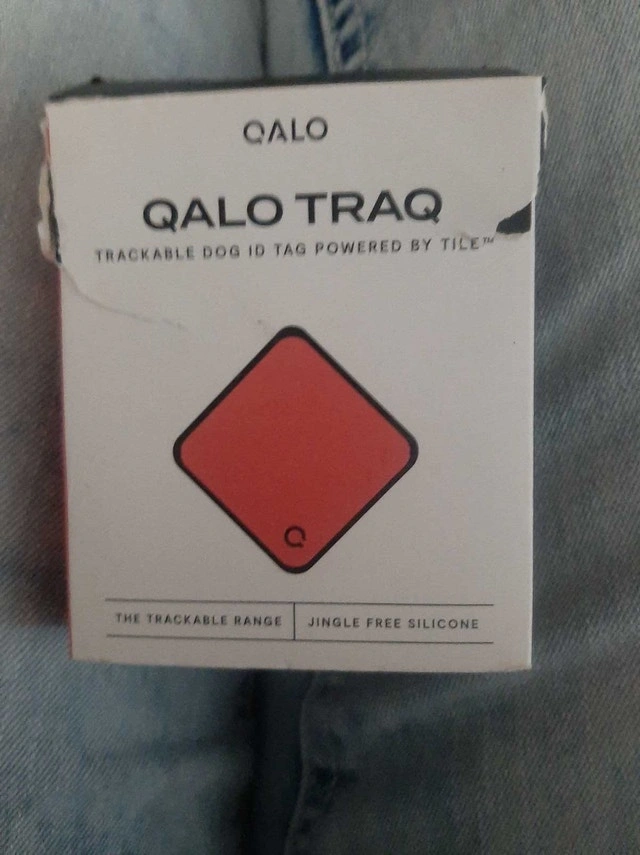 QALO
QALO TRAQ
TRACKABLE DOG ID TAG POWERED BY TILE™
Q
THE TRACKABLE RANGE
JINGLE FREE SILICONE